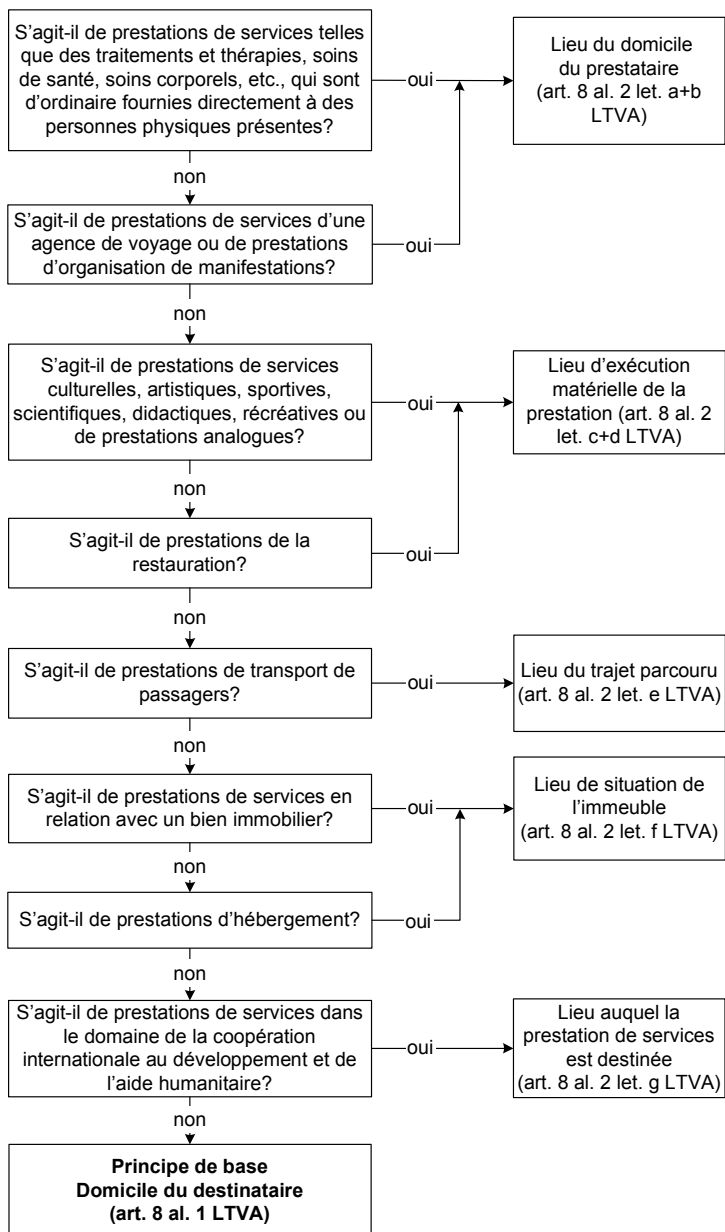 S’agit-il de prestations de services telles
que des traitements et thérapies, soins
de santé, soins corporels, etc., qui sont
d’ordinaire fournies directement à des
personnes physiques présentes?
oui
Lieu du domicile
du prestataire
(art. 8 al. 2 let. a+b
LTVA)
non
S’agit-il de prestations de services d’une
agence de voyage ou de prestations
d’organisation de manifestations?
oui
non
S’agit-il de prestations de services
culturelles, artistiques, sportives,
scientifiques, didactiques, récréatives ou
de prestations analogues?
oui
Lieu d’exécution
matérielle de la
prestation (art. 8 al. 2
let. c+d LTVA)
non
S’agit-il de prestations de la
restauration?
oui
non
S’agit-il de prestations de transport de
passagers?
oui
Lieu du trajet parcouru
(art. 8 al. 2 let. e LTVA)
non
S’agit-il de prestations de services en
relation avec un bien immobilier?
oui
Lieu de situation de
l’immeuble
(art. 8 al. 2 let. f LTVA)
non
S’agit-il de prestations d’hébergement?
oui
non
S’agit-il de prestations de services dans
le domaine de la coopération
internationale au développement et de
l’aide humanitaire?
oui
Lieu auquel la
prestation de services
est destinée
(art. 8 al. 2 let. g LTVA)
non
Principe de base
Domicile du destinataire
(art. 8 al. 1 LTVA)